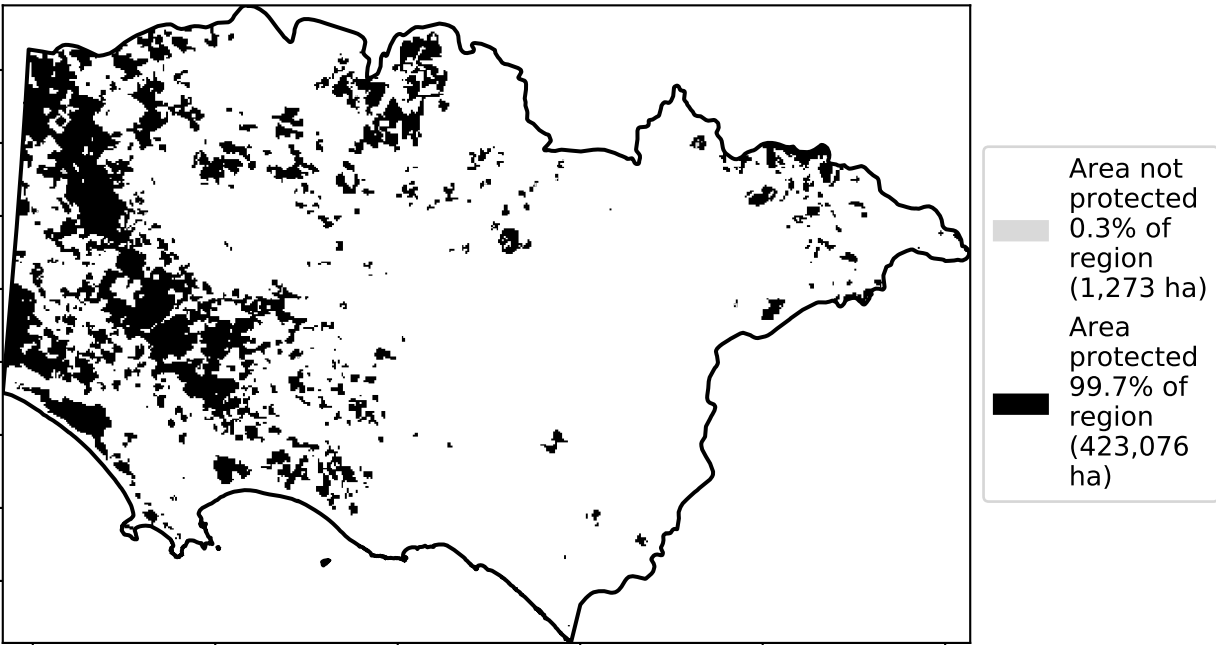 Area not
protected
0.3% of
region
(1,273 ha)
Area
protected
99.7% of
region
(423,076
ha)